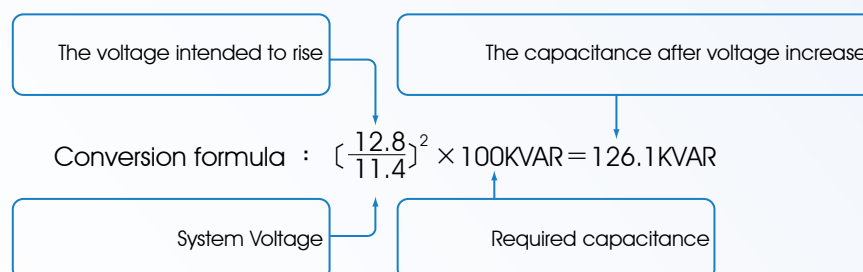 The voltage intended to rise
The capacitance after voltage increase
Conversion formula : (12.8/11.4)² × 100KVAR = 126.1KVAR
System Voltage
Required capacitance